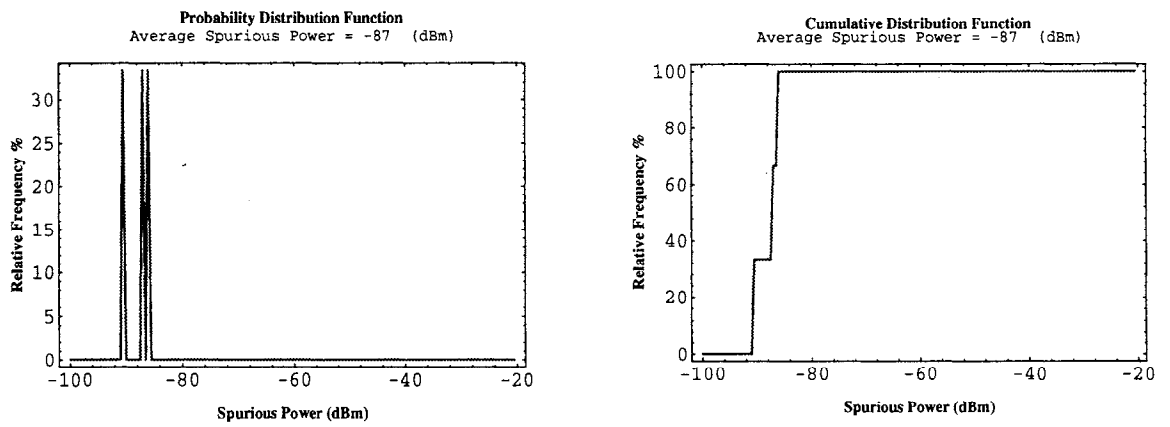 Probability Distribution Function
Average Spurious Power = -87 (dBm)
30
25
20
15
10
5
0
Relative Frequency %
-100
-80
-60
-40
-20
Spurious Power (dBm)
Cumulative Distribution Function
Average Spurious Power = -87 (dBm)
100
80
60
40
20
0
Relative Frequency %
-100
-80
-60
-40
-20
Spurious Power (dBm)